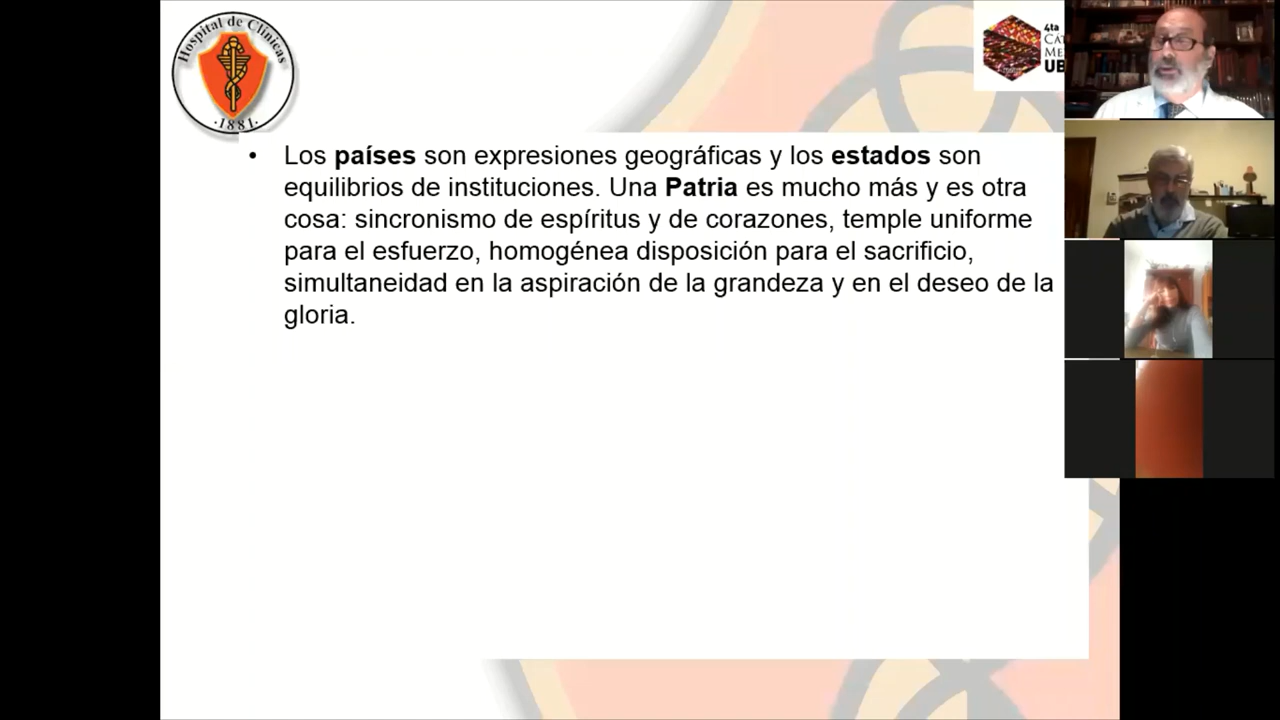 Hospital de Clínicas
·1881·
4ta
UB
• Los países son expresiones geográficas y los estados son
equilibrios de instituciones. Una Patria es mucho más y es otra
cosa: sincronismo de espíritus y de corazones, temple uniforme
para el esfuerzo, homogénea disposición para el sacrificio,
simultaneidad en la aspiración de la grandeza y en el deseo de la
gloria.